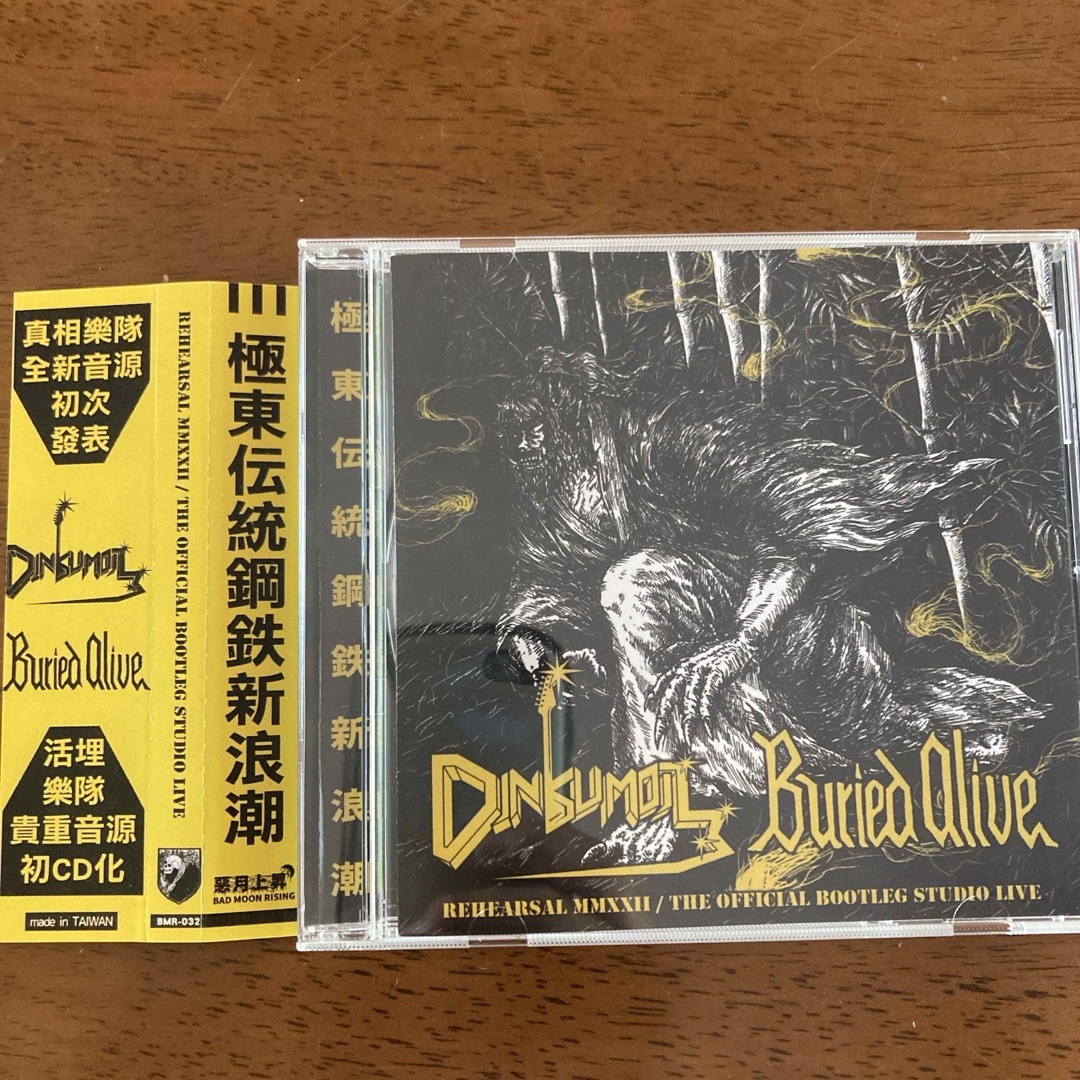 真相樂隊
全新音源
初次
發表
DINKUMOIL
Buried Alive
活埋
樂隊
貴重音源
初CD化
made in TAIWAN
REHEARSAL MMXXII / THE OFFICIAL BOOTLEG STUDIO LIVE
BMR-032
極東伝統鋼鉄新浪潮
惡月上昇
BAD MOON RISING
極東伝統鋼鉄新浪潮
DINKUMOIL
Buried Alive
REHEARSAL MMXXII / THE OFFICIAL BOOTLEG STUDIO LIVE